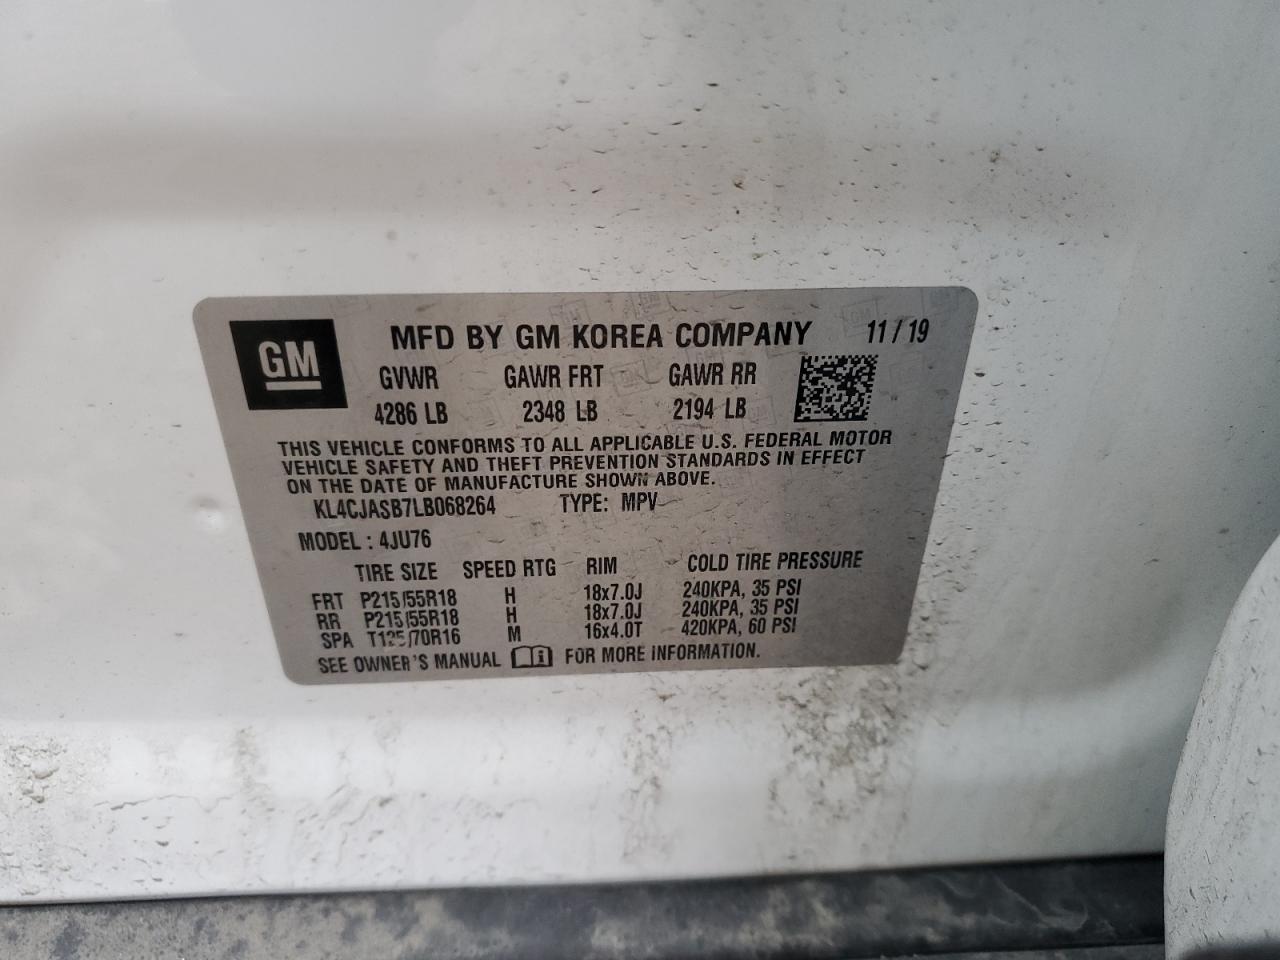 GM
MFD BY GM KOREA COMPANY 11 / 19
GVWR GAWR FRT GAWR RR
4286 LB 2348 LB 2194 LB
THIS VEHICLE CONFORMS TO ALL APPLICABLE U.S. FEDERAL MOTOR
VEHICLE SAFETY AND THEFT PREVENTION STANDARDS IN EFFECT
ON THE DATE OF MANUFACTURE SHOWN ABOVE.
KL4CJASB7LB068264 TYPE: MPV
MODEL : 4JU76
TIRE SIZE SPEED RTG RIM COLD TIRE PRESSURE
FRT P215/55R18 H 18x7.0J 240KPA, 35 PSI
RR P215/55R18 H 18x7.0J 240KPA, 35 PSI
SPA T125/70R16 M 16x4.0T 420KPA, 60 PSI
SEE OWNER'S MANUAL FOR MORE INFORMATION.